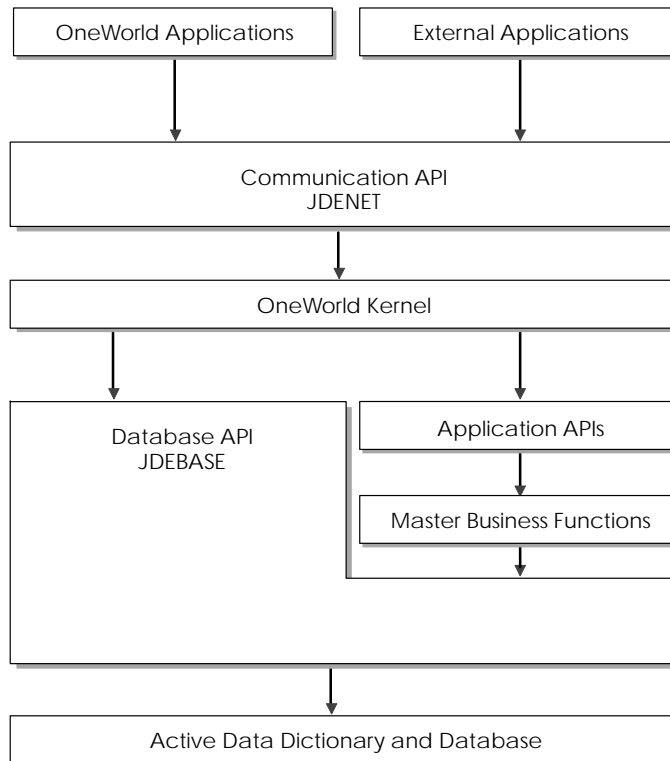 OneWorld Applications
External Applications
Communication API
JDENET
OneWorld Kernel
Database API
JDEBASE
Application APIs
Master Business Functions
Active Data Dictionary and Database